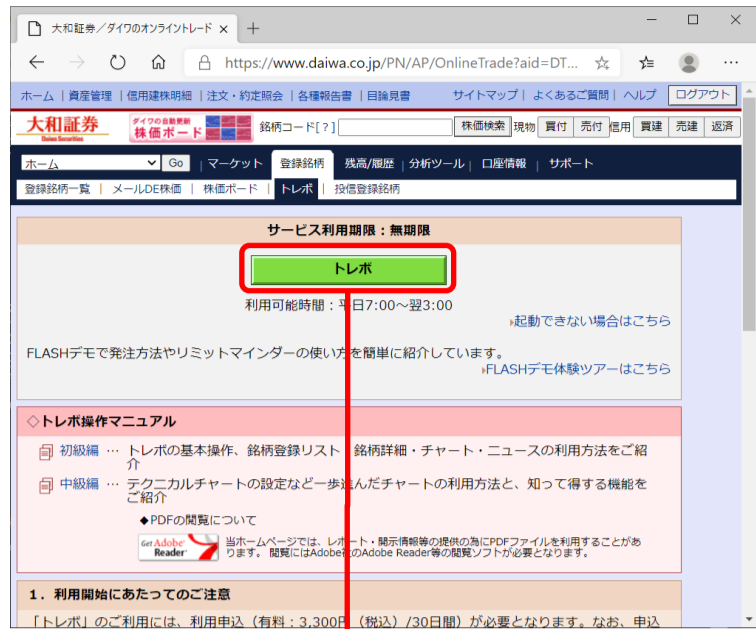 大和証券／ダイワのオンライントレード
https://www.daiwa.co.jp/PN/AP/OnlineTrade?aid=DT...
ホーム | 資産管理 | 信用建株明細 | 注文・約定照会 | 各種報告書 | 目論見書 サイトマップ | よくあるご質問 | ヘルプ ログアウト
大和証券
Daiwa Securities
ダイワの自動更新
株価ボード
銘柄コード[?] 株価検索 現物 買付 売付 信用 買建 売建 返済
ホーム Go | マーケット 登録銘柄 残高/履歴 | 分析ツール | 口座情報 | サポート
登録銘柄一覧 | メールDE株価 | 株価ボード | トレボ | 投信登録銘柄
サービス利用期限：無期限
トレボ
利用可能時間：平日7:00～翌3:00
起動できない場合はこちら
FLASHデモで発注方法やリミットマインダーの使い方を簡単に紹介しています。
FLASHデモ体験ツアーはこちら
◇トレボ操作マニュアル
初級編 … トレボの基本操作、銘柄登録リスト 銘柄詳細・チャート・ニュースの利用方法をご紹
介
中級編 … テクニカルチャートの設定など一歩進んだチャートの利用方法と、知って得する機能を
ご紹介
◆PDFの閲覧について
Get Adobe Reader
当ホームページでは、レポート・開示情報等の提供の為にPDFファイルを利用することがあ
ります。 閲覧にはAdobe社のAdobe Reader等の閲覧ソフトが必要となります。
1. 利用開始にあたってのご注意
「トレボ」のご利用には、利用申込（有料：3,300円（税込）/30日間）が必要となります。なお、申込